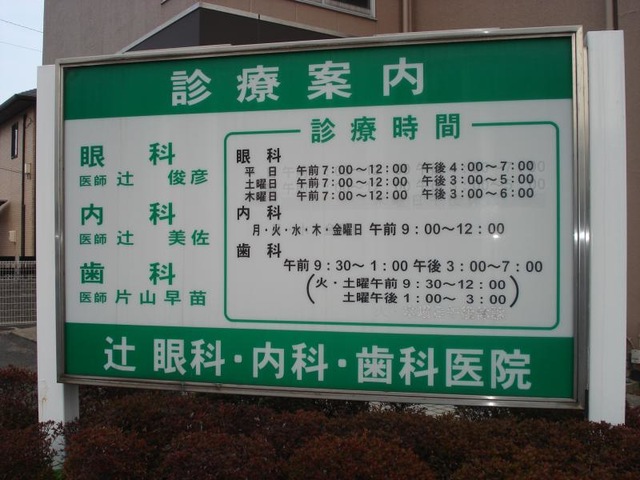 診療案内
眼科
医師 辻 俊彦
内科
医師 辻 美佐
歯科
医師 片山早苗
診療時間
眼科
平日 午前7:00〜12:00 午後4:00〜7:00
土曜日 午前7:00〜12:00 午後3:00〜5:00
木曜日 午前7:00〜12:00 午後3:00〜6:00
内科
月・火・水・木・金曜日 午前9:00〜12:00
歯科
午前9:30〜1:00 午後3:00〜7:00
(火・土曜午前9:30〜12:00
土曜午後1:00〜3:00)
辻 眼科・内科・歯科医院